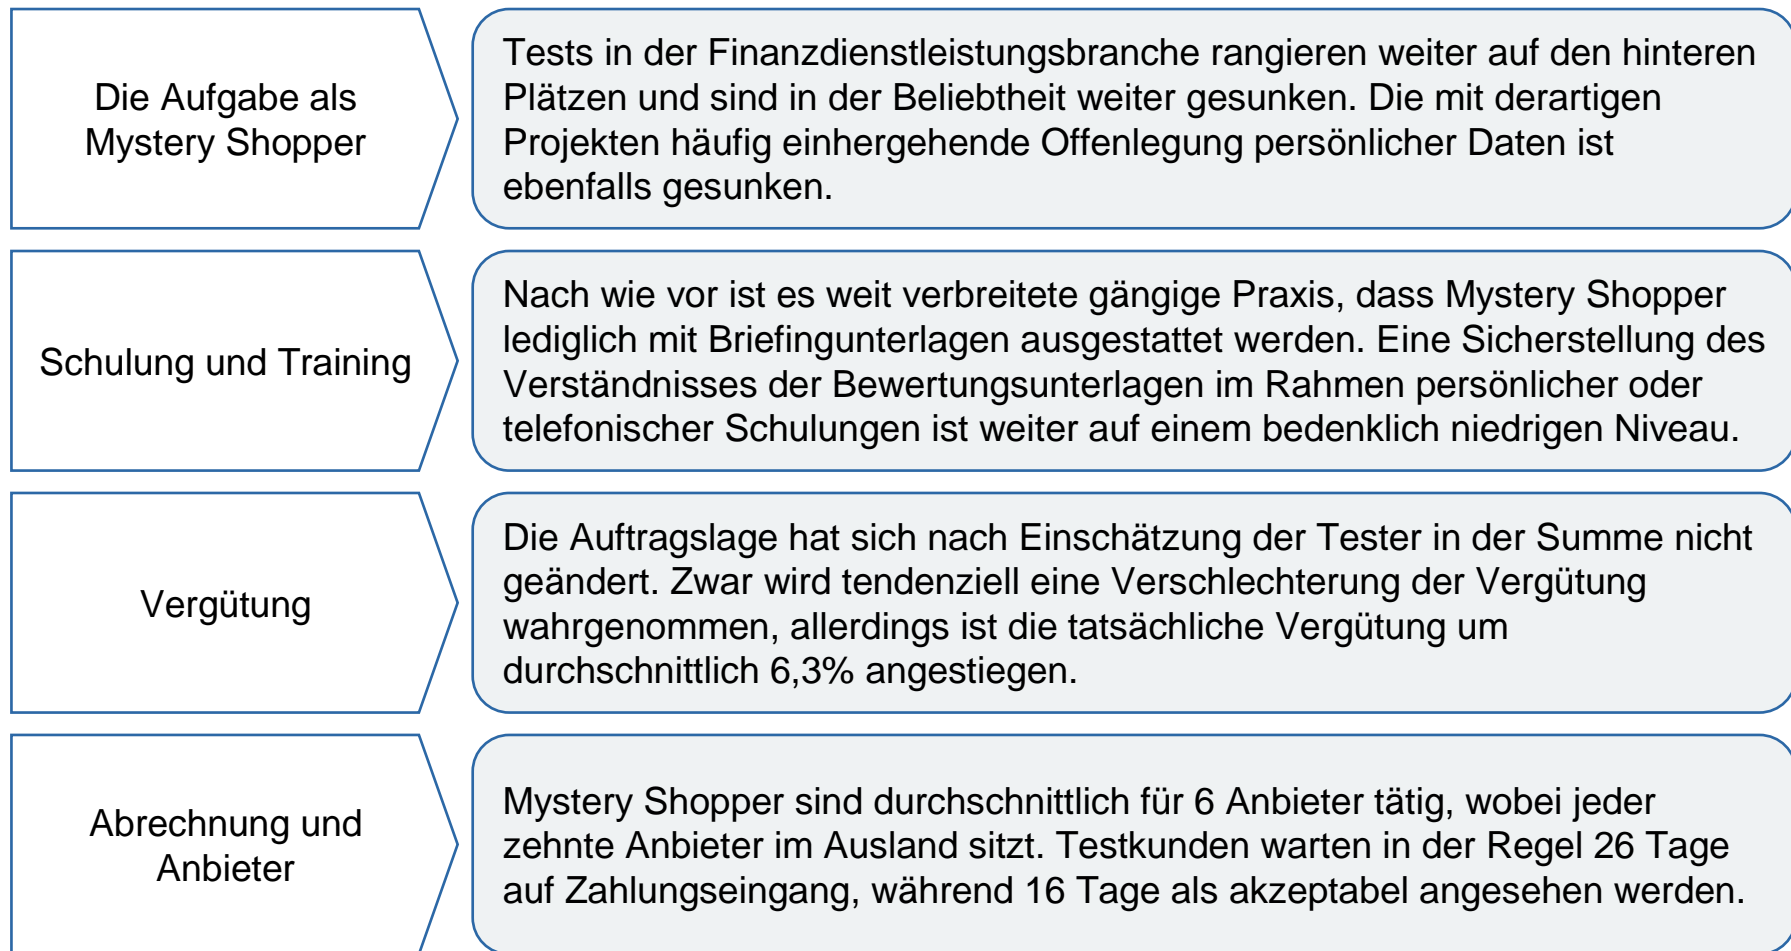 Die Aufgabe als
Mystery Shopper
Tests in der Finanzdienstleistungsbranche rangieren weiter auf den hinteren
Plätzen und sind in der Beliebtheit weiter gesunken. Die mit derartigen
Projekten häufig einhergehende Offenlegung persönlicher Daten ist
ebenfalls gesunken.
Schulung und Training
Nach wie vor ist es weit verbreitete gängige Praxis, dass Mystery Shopper
lediglich mit Briefingunterlagen ausgestattet werden. Eine Sicherstellung des
Verständnisses der Bewertungsunterlagen im Rahmen persönlicher oder
telefonischer Schulungen ist weiter auf einem bedenklich niedrigen Niveau.
Vergütung
Die Auftragslage hat sich nach Einschätzung der Tester in der Summe nicht
geändert. Zwar wird tendenziell eine Verschlechterung der Vergütung
wahrgenommen, allerdings ist die tatsächliche Vergütung um
durchschnittlich 6,3% angestiegen.
Abrechnung und
Anbieter
Mystery Shopper sind durchschnittlich für 6 Anbieter tätig, wobei jeder
zehnte Anbieter im Ausland sitzt. Testkunden warten in der Regel 26 Tage
auf Zahlungseingang, während 16 Tage als akzeptabel angesehen werden.